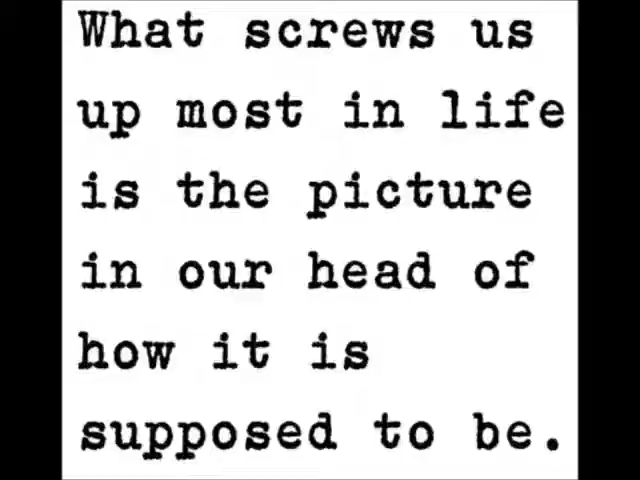 What screws us
up most in life
is the picture
in our head of
how it is
supposed to be.